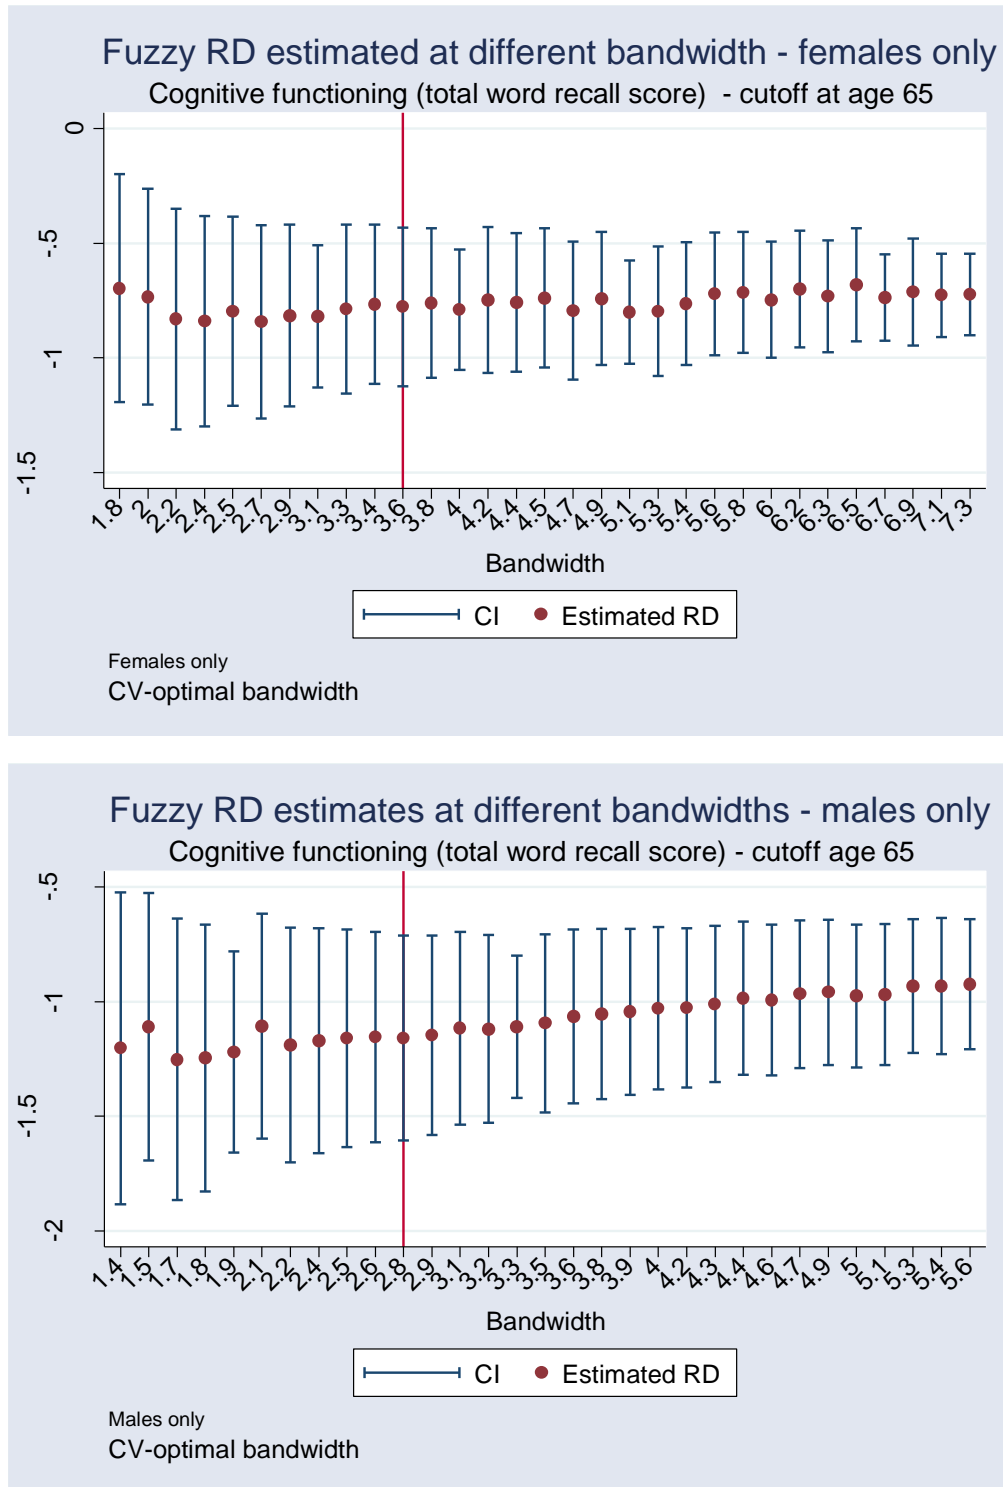 Fuzzy RD estimated at different bandwidth - females only
Cognitive functioning (total word recall score) - cutoff at age 65
0
-.5
-1
-1.5
1.8 2 2.2 2.4 2.5 2.7 2.9 3.1 3.3 3.4 3.6 3.8 4 4.2 4.4 4.5 4.7 4.9 5.1 5.3 5.4 5.6 5.8 6 6.2 6.3 6.5 6.7 6.9 7.1 7.3
Bandwidth
CI Estimated RD
Females only
CV-optimal bandwidth
Fuzzy RD estimates at different bandwidths - males only
Cognitive functioning (total word recall score) - cutoff age 65
-.5
-1
-1.5
-2
1.4 1.5 1.7 1.8 1.9 2.1 2.2 2.4 2.5 2.6 2.8 2.9 3.1 3.2 3.3 3.5 3.6 3.8 3.9 4 4.2 4.3 4.4 4.6 4.7 4.9 5 5.1 5.3 5.4 5.6
Bandwidth
CI Estimated RD
Males only
CV-optimal bandwidth